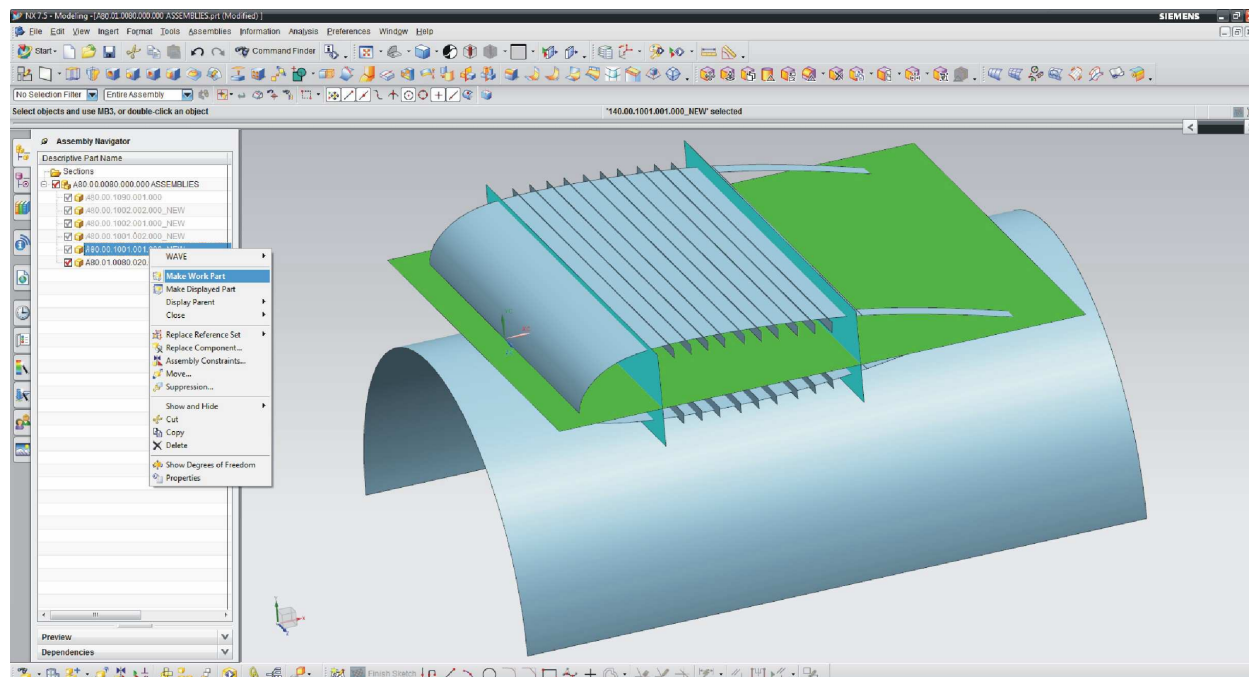 NX 7.5 - Modeling - [A80.01.0080.000.000 ASSEMBLIES.prt (Modified) ]
SIEMENS
File Edit View Insert Format Tools Assemblies Information Analysis Preferences Window Help
Start Command Finder
No Selection Filter Entire Assembly
Select objects and use MB3, or double-click an object
'140.00.1001.001.000_NEW' selected
Assembly Navigator
Descriptive Part Name
Sections
A80.00.0080.000.000 ASSEMBLIES
A80.00.1090.001.000
A80.00.1002.002.000_NEW
A80.00.1002.001.000_NEW
A80.00.1001.002.000_NEW
A80.00.1001.001.000_NEW
A80.01.0080.020.
WAVE
Make Work Part
Make Displayed Part
Display Parent
Close
Replace Reference Set
Replace Component...
Assembly Constraints...
Move...
Suppression...
Show and Hide
Cut
Copy
Delete
Show Degrees of Freedom
Properties
Preview
Dependencies
Finish Sketch